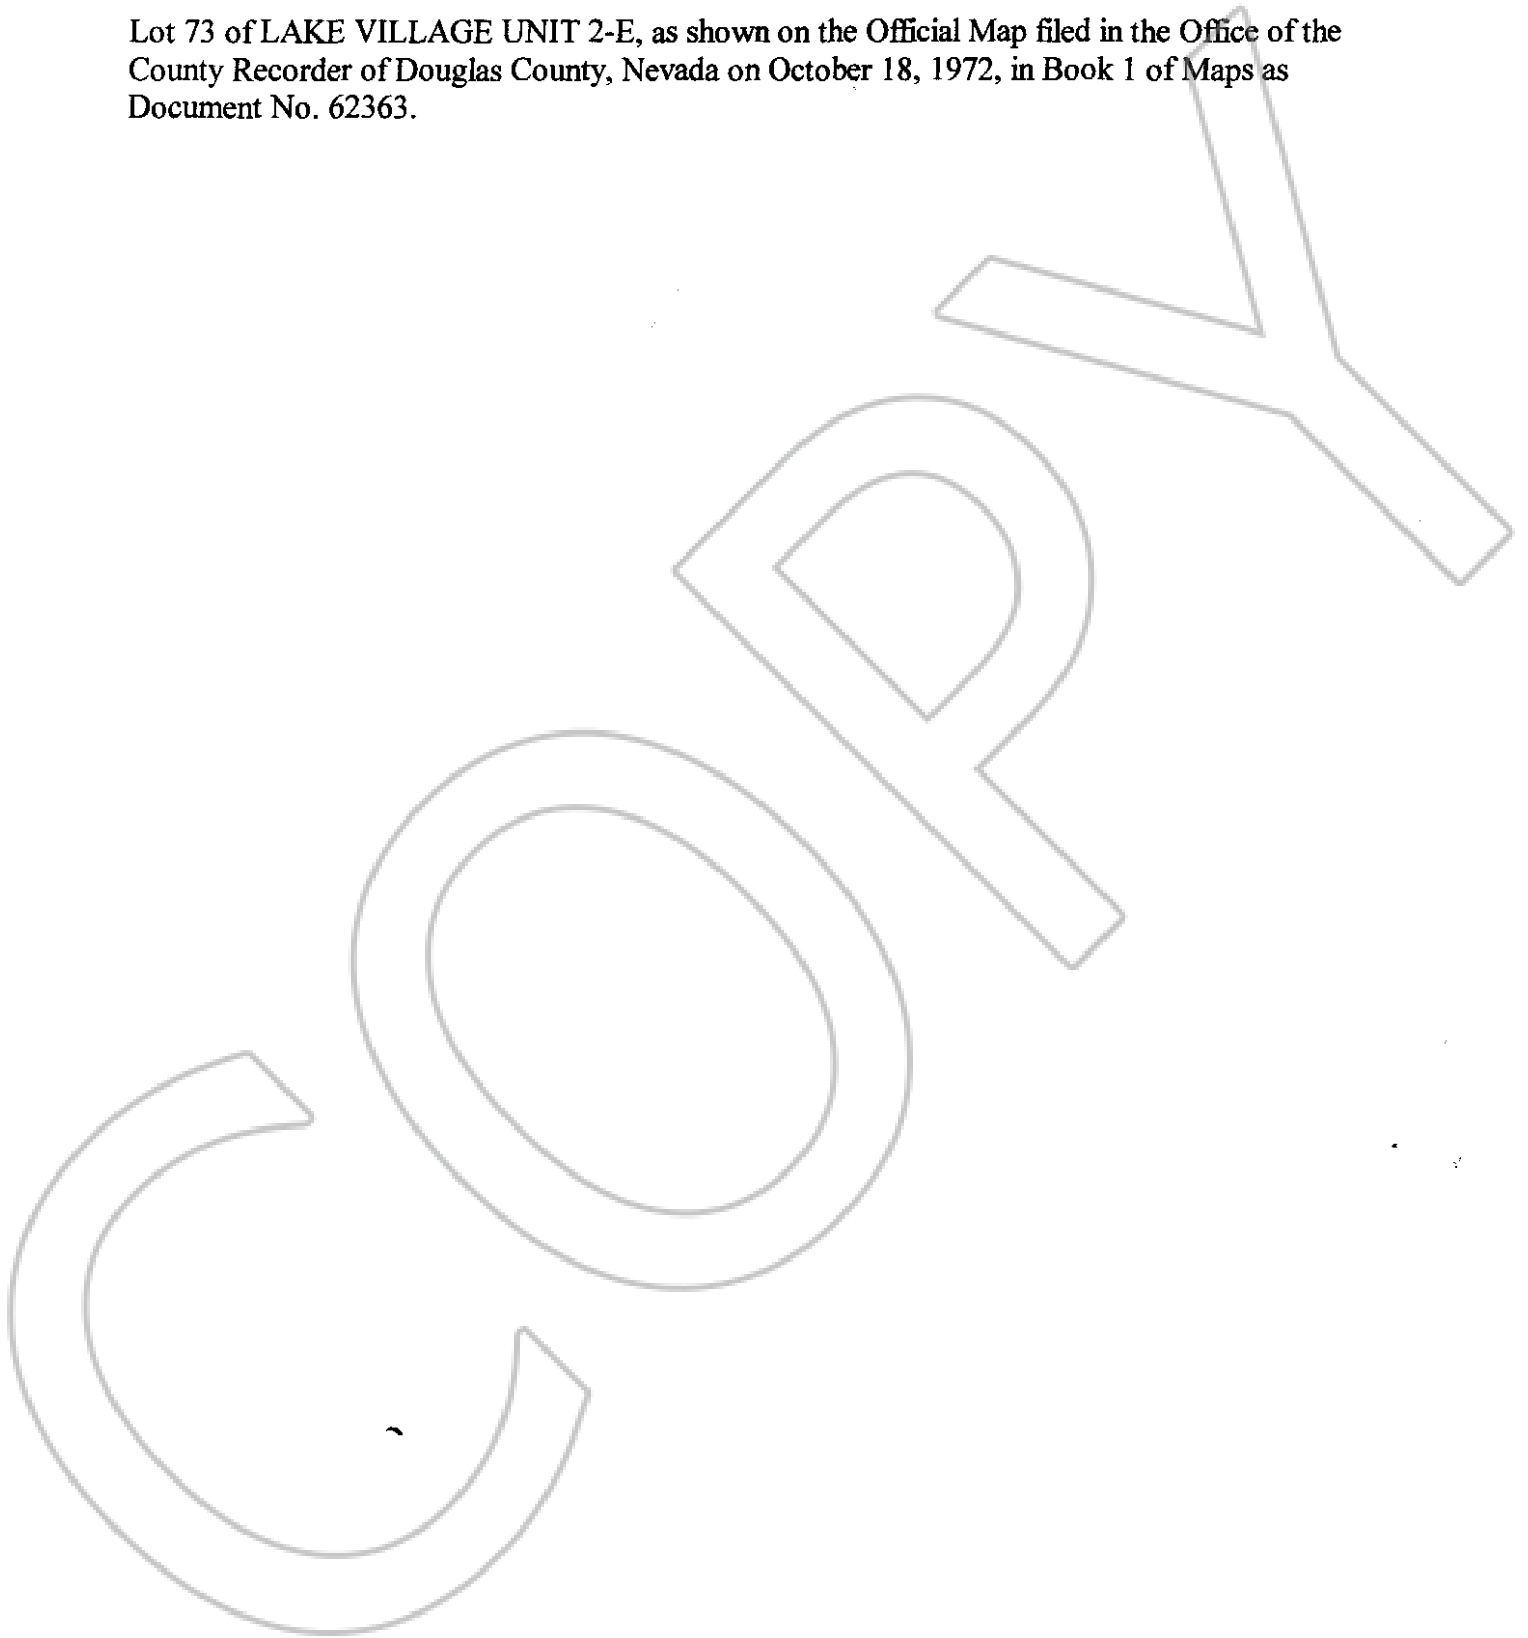 Lot 73 of LAKE VILLAGE UNIT 2-E, as shown on the Official Map filed in the Office of the
County Recorder of Douglas County, Nevada on October 18, 1972, in Book 1 of Maps as
Document No. 62363.
COPY